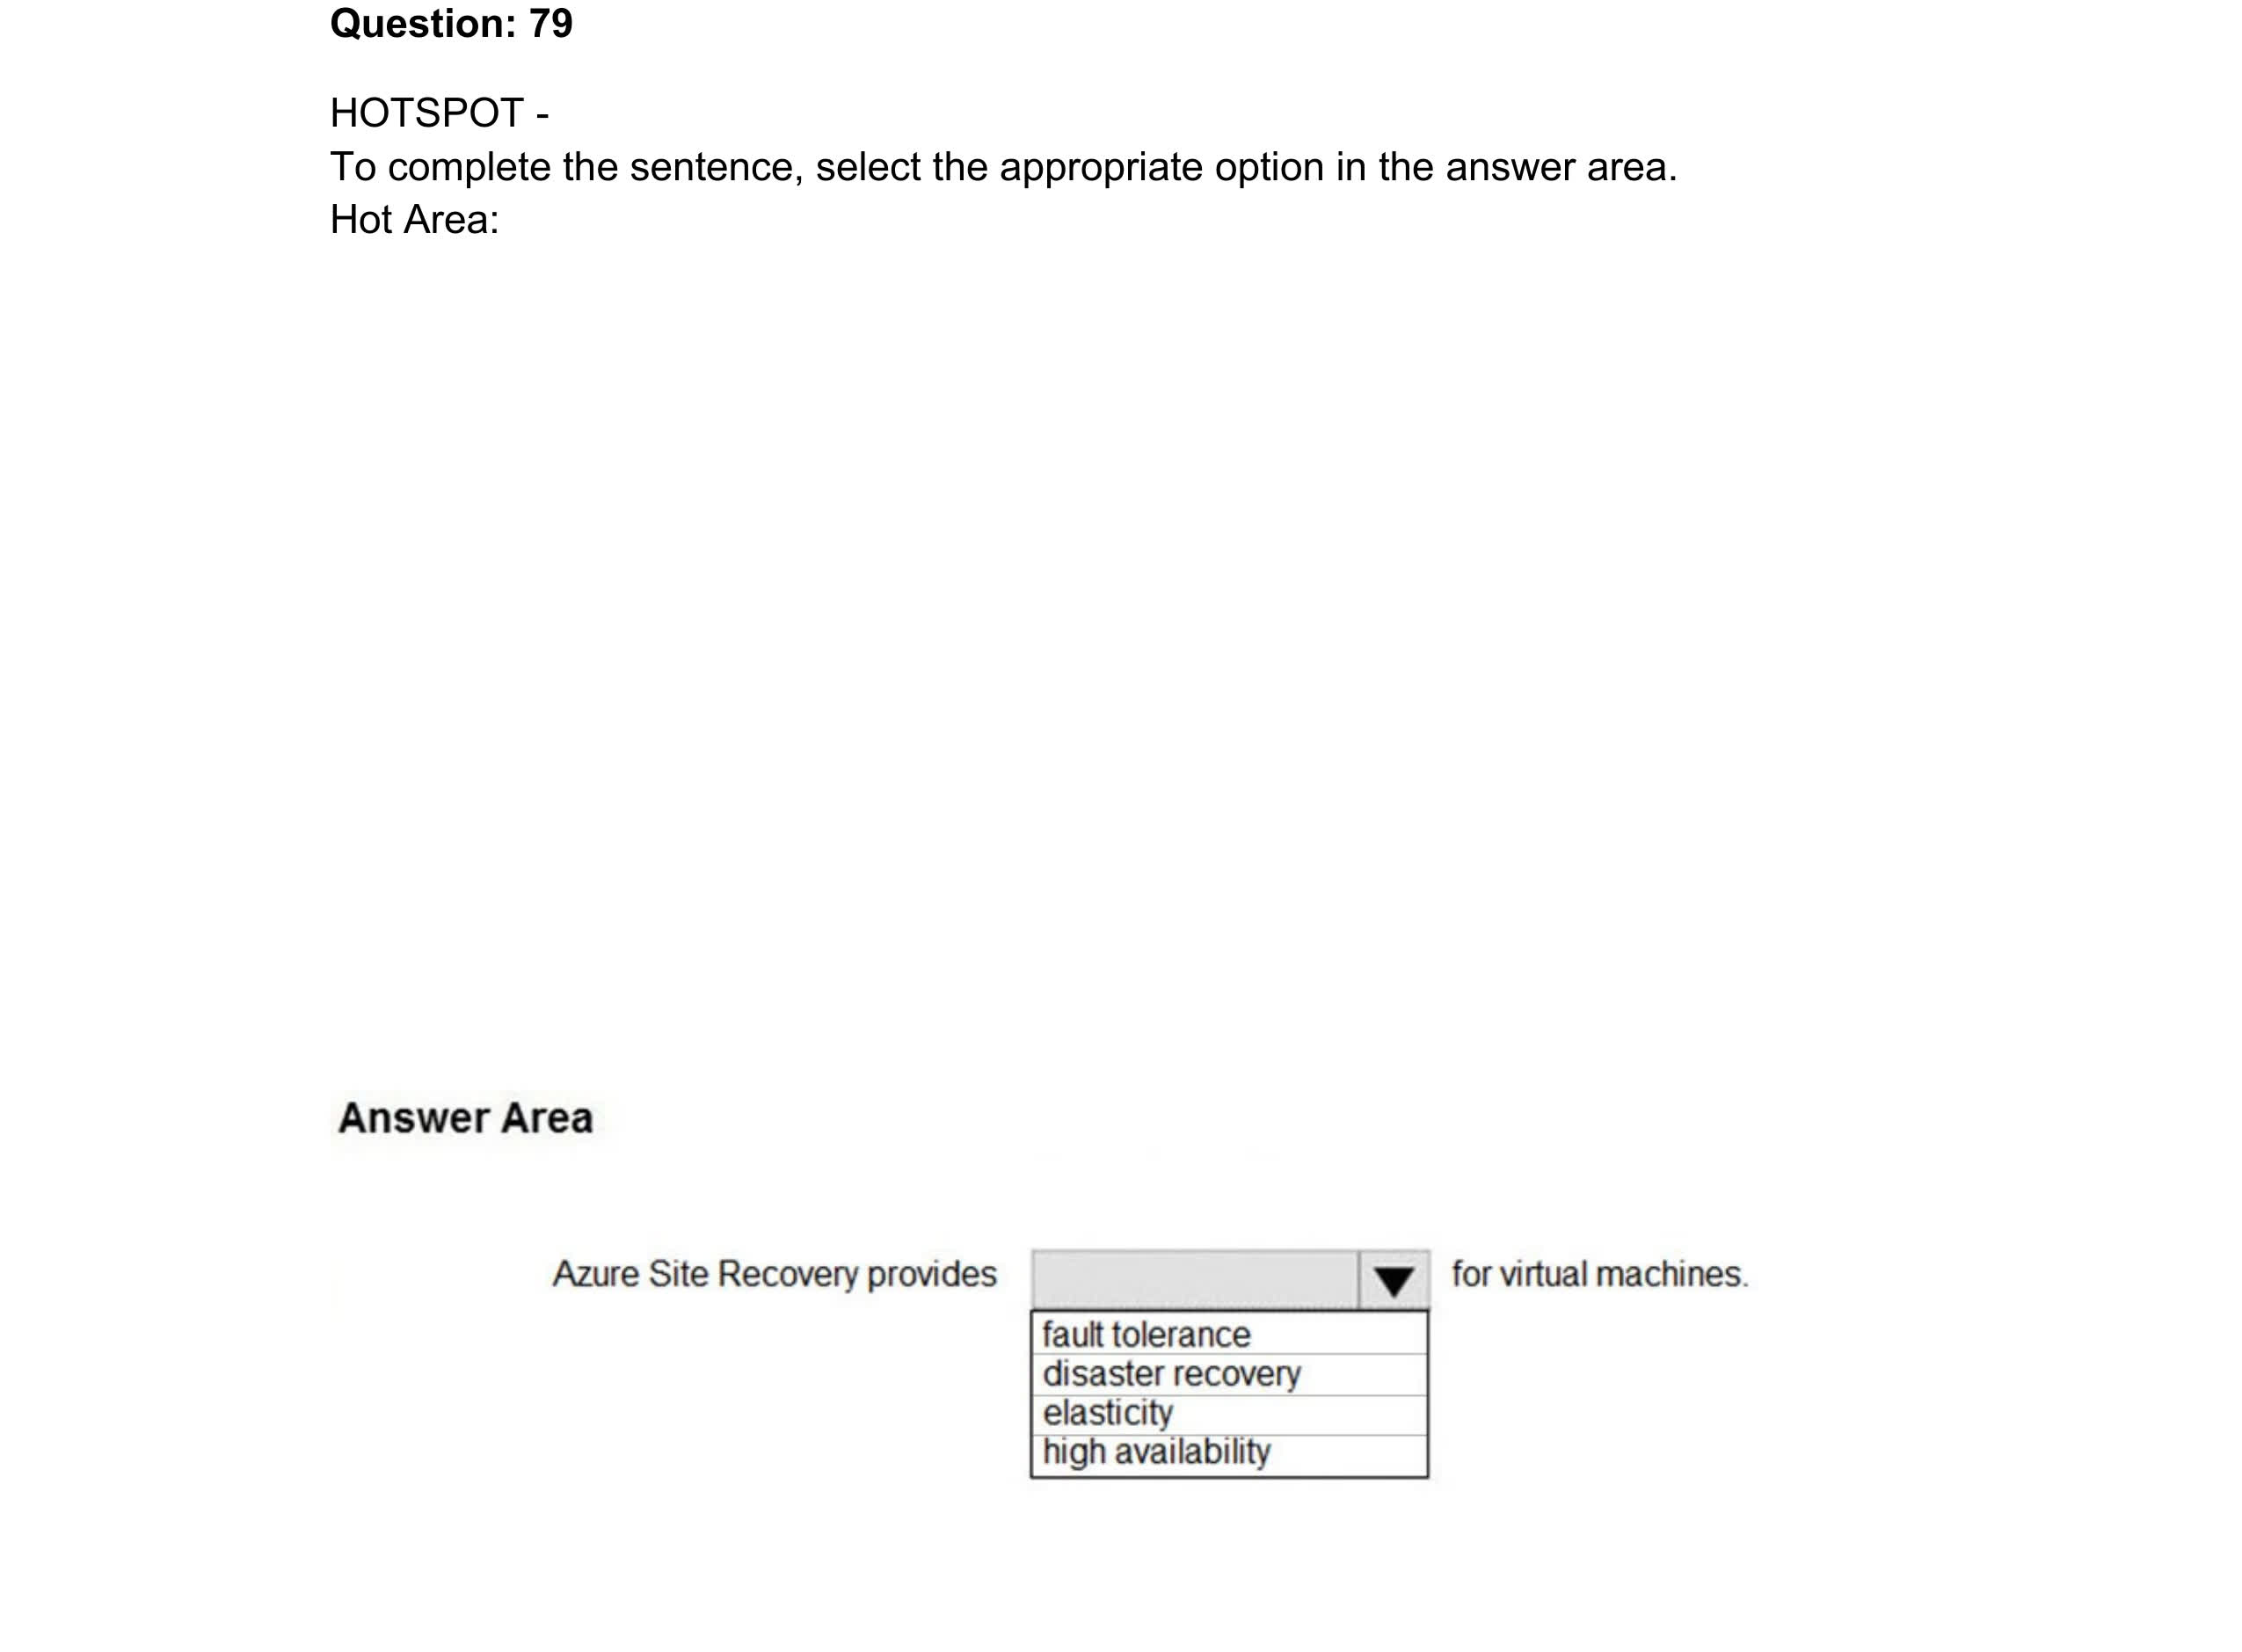 Question: 79
HOTSPOT -
To complete the sentence, select the appropriate option in the answer area.
Hot Area:
Answer Area
Azure Site Recovery provides for virtual machines.
fault tolerance
disaster recovery
elasticity
high availability